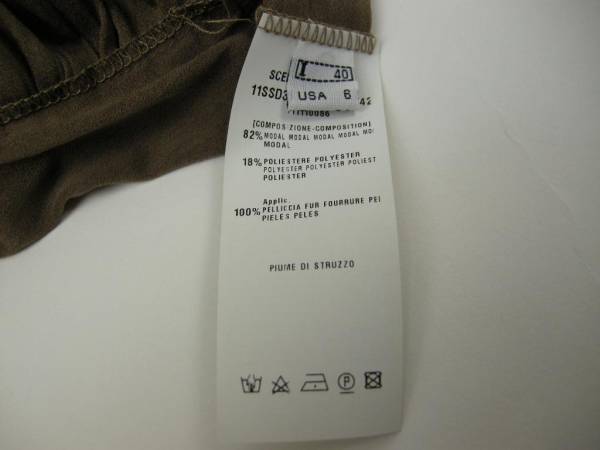 I 40
SCE
USA 6
11SSD3
42
[COMPOSIZIONE-COMPOSITION]
82% MODAL MODAL MODAL MODAL
MODAL
18% POLIESTERE POLYESTER
POLYESTER POLYESTER POLIEST
POLIESTER
Applic.
100% PELLICCIA FUR FOURRURE PEI
PIELES PELES
PIUME DI STRUZZO
P